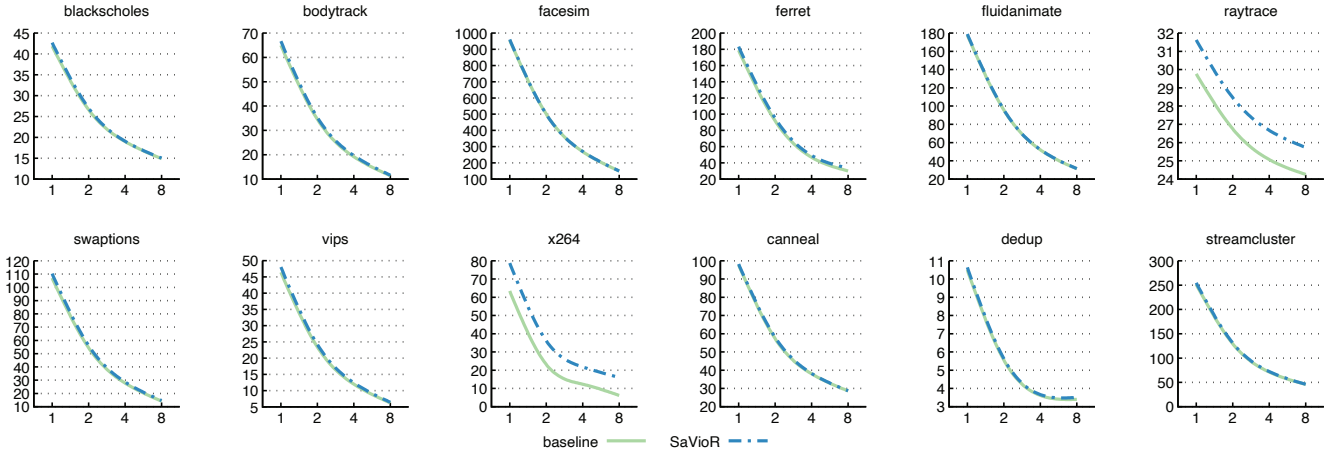 blackscholes bodytrack facesim ferret fluidanimate raytrace
45 70 1000 200 180 32
40 60 900 180 160 31
35 50 800 160 140 30
30 40 700 140 120 29
25 30 600 120 100 28
20 20 500 100 80 27
15 10 400 80 60 26
10 300 60 40 25
200 40 20 24
100 20
1 2 4 8 1 2 4 8 1 2 4 8 1 2 4 8 1 2 4 8 1 2 4 8
swaptions vips x264 canneal dedup streamcluster
120 50 80 100 11 300
110 45 70 90 10 250
100 40 60 80 9 200
90 35 50 70 8 150
80 30 40 60 7 100
70 25 30 50 6 50
60 20 20 40 5 0
50 15 10 30 4
40 10 0 20 3
30 5
20
10
1 2 4 8 1 2 4 8 1 2 4 8 1 2 4 8 1 2 4 8 1 2 4 8
baseline SaVioR